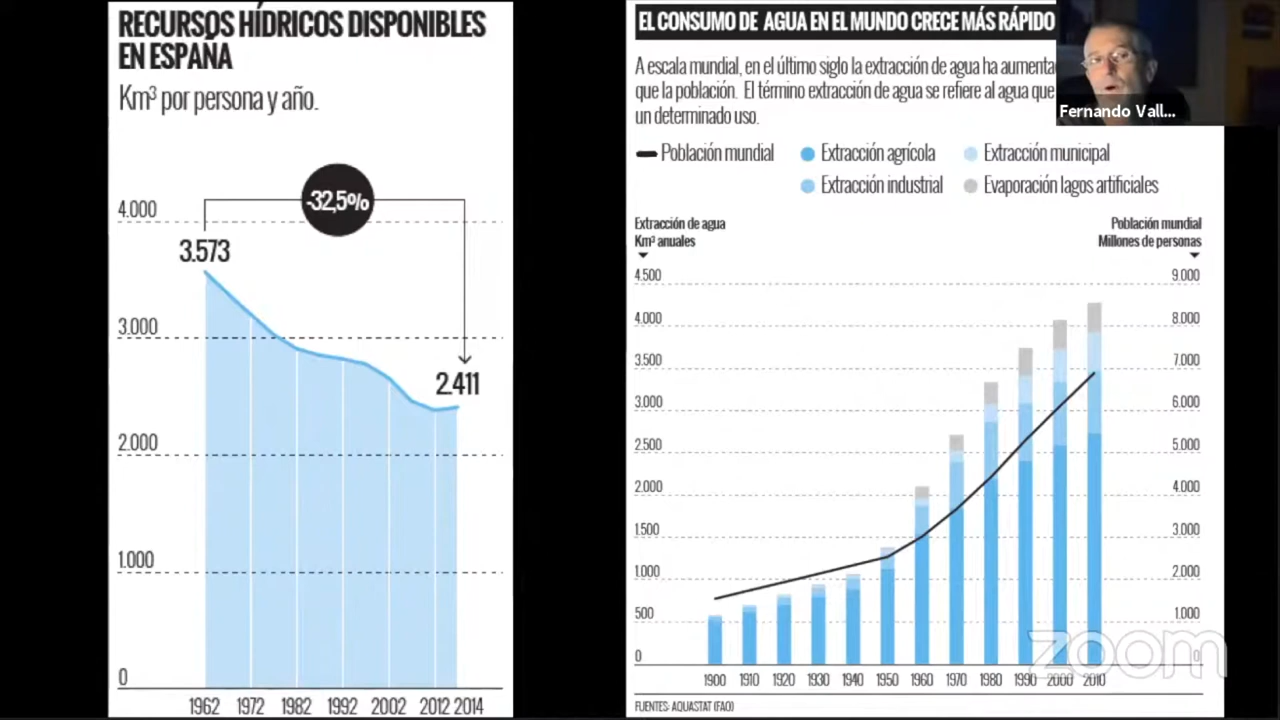 RECURSOS HÍDRICOS DISPONIBLES
EN ESPAÑA
Km³ por persona y año.
-32,5%
4.000
3.573
3.000
2.411
2.000
1.000
0
1962 1972 1982 1992 2002 2012 2014
EL CONSUMO DE AGUA EN EL MUNDO CRECE MÁS RÁPIDO
A escala mundial, en el último siglo la extracción de agua ha
que la población. El término extracción de agua se refiere al agua que
un determinado uso.
Fernando Vall...
Población mundial Extracción agrícola Extracción municipal
Extracción industrial Evaporación lagos artificiales
Extracción de agua Población mundial
Km³ anuales Millones de personas
4.500 9.000
4.000 8.000
3.500 7.000
3.000 6.000
2.500 5.000
2.000 4.000
1.500 3.000
1.000 2.000
500 1.000
0 0
1900 1910 1920 1930 1940 1950 1960 1970 1980 1990 2000 2010
zoom
FUENTES: AQUASTAT (FAO)